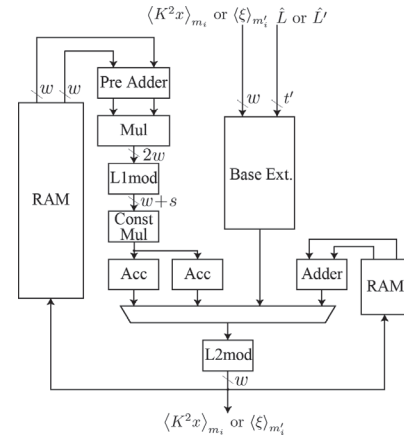 ⟨K²x⟩_{m_i} or ⟨ξ⟩_{m'_i} L̂ or L̂'
w w
Pre Adder
w t'
Mul
2w
L1mod
Base Ext.
RAM
w+s
Const
Mul
Acc Acc Adder RAM
L2mod
w
⟨K²x⟩_{m_i} or ⟨ξ⟩_{m'_i}